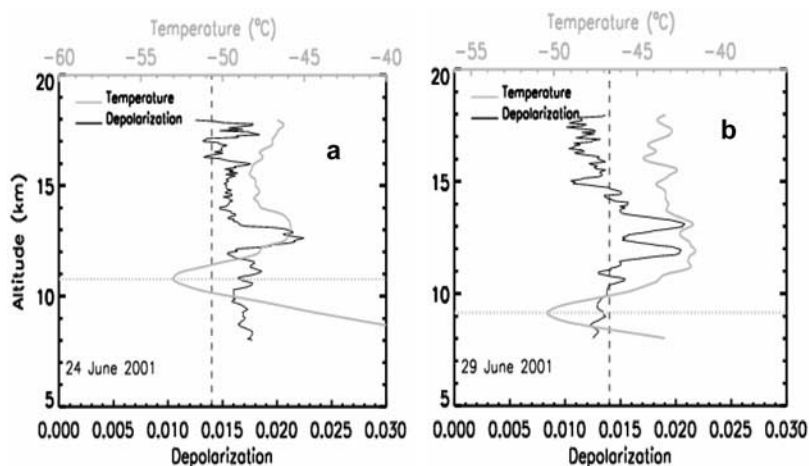 Temperature (°C)
-60 -55 -50 -45 -40
20
15
10
5
Altitude (km)
Temperature
Depolarization
a
24 June 2001
0.000 0.005 0.010 0.015 0.020 0.025 0.030
Depolarization
Temperature (°C)
-55 -50 -45 -40
20
15
10
5
Temperature
Depolarization
b
29 June 2001
0.000 0.005 0.010 0.015 0.020 0.025 0.030
Depolarization